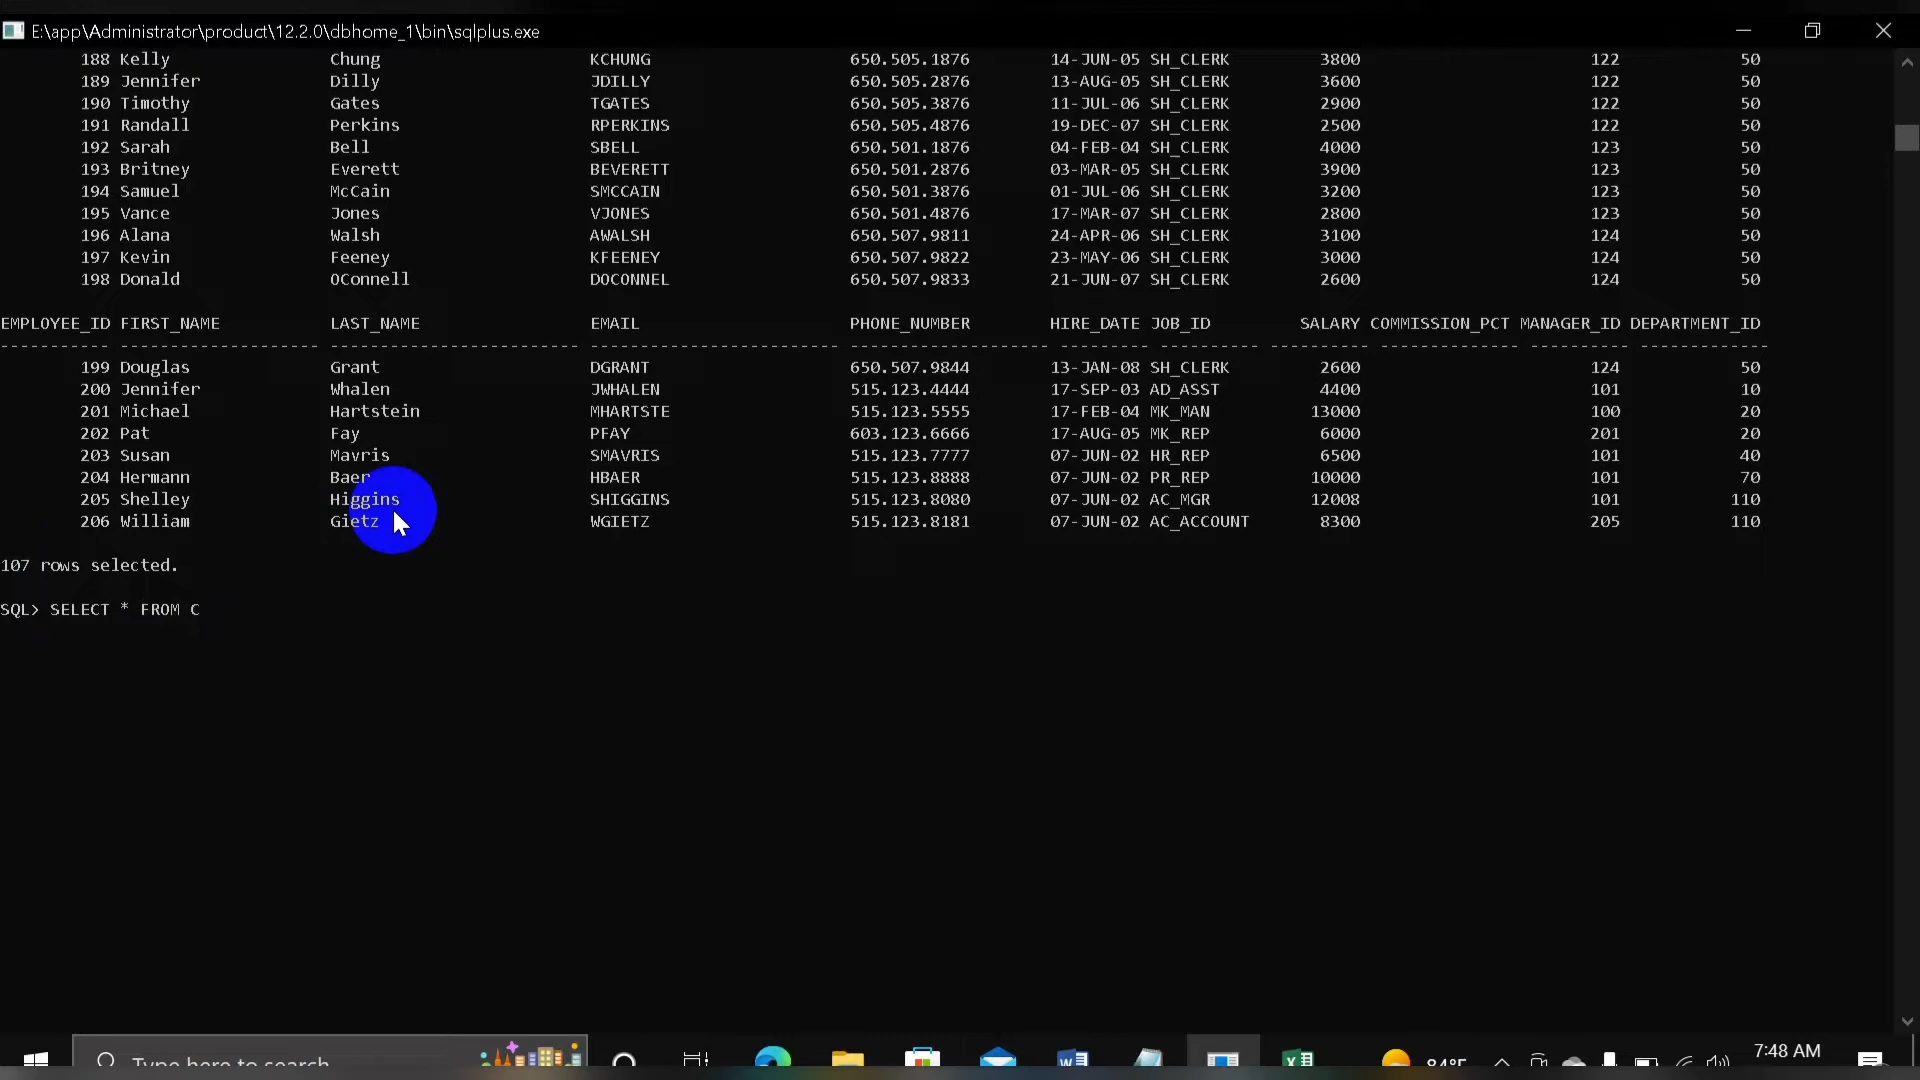 E:\app\Administrator\product\12.2.0\dbhome_1\bin\sqlplus.exe
188 Kelly Chung KCHUNG 650.505.1876 14-JUN-05 SH_CLERK 3800 122 50
189 Jennifer Dilly JDILLY 650.505.2876 13-AUG-05 SH_CLERK 3600 122 50
190 Timothy Gates TGATES 650.505.3876 11-JUL-06 SH_CLERK 2900 122 50
191 Randall Perkins RPERKINS 650.505.4876 19-DEC-07 SH_CLERK 2500 122 50
192 Sarah Bell SBELL 650.501.1876 04-FEB-04 SH_CLERK 4000 123 50
193 Britney Everett BEVERETT 650.501.2876 03-MAR-05 SH_CLERK 3900 123 50
194 Samuel McCain SMCCAIN 650.501.3876 01-JUL-06 SH_CLERK 3200 123 50
195 Vance Jones VJONES 650.501.4876 17-MAR-07 SH_CLERK 2800 123 50
196 Alana Walsh AWALSH 650.507.9811 24-APR-06 SH_CLERK 3100 124 50
197 Kevin Feeney KFEENEY 650.507.9822 23-MAY-06 SH_CLERK 3000 124 50
198 Donald OConnell DOCONNEL 650.507.9833 21-JUN-07 SH_CLERK 2600 124 50
EMPLOYEE_ID FIRST_NAME LAST_NAME EMAIL PHONE_NUMBER HIRE_DATE JOB_ID SALARY COMMISSION_PCT MANAGER_ID DEPARTMENT_ID
199 Douglas Grant DGRANT 650.507.9844 13-JAN-08 SH_CLERK 2600 124 50
200 Jennifer Whalen JWHALEN 515.123.4444 17-SEP-03 AD_ASST 4400 101 10
201 Michael Hartstein MHARTSTE 515.123.5555 17-FEB-04 MK_MAN 13000 100 20
202 Pat Fay PFAY 603.123.6666 17-AUG-05 MK_REP 6000 201 20
203 Susan Mavris SMAVRIS 515.123.7777 07-JUN-02 HR_REP 6500 101 40
204 Hermann Baer HBAER 515.123.8888 07-JUN-02 PR_REP 10000 101 70
205 Shelley Higgins SHIGGINS 515.123.8080 07-JUN-02 AC_MGR 12008 101 110
206 William Gietz WGIETZ 515.123.8181 07-JUN-02 AC_ACCOUNT 8300 205 110
107 rows selected.
SQL> SELECT * FROM C
Type here to search 84°F 7:48 AM